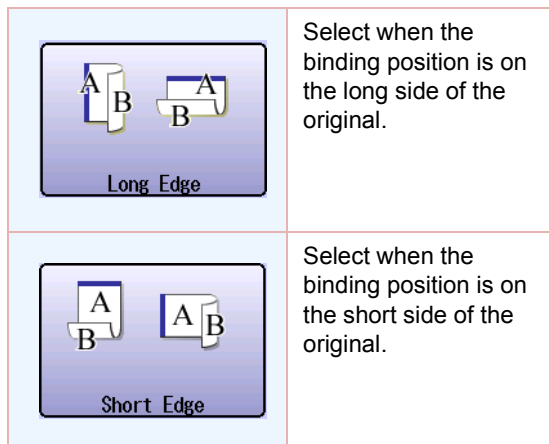 A
B
A
B
Long Edge
Select when the
binding position is on
the long side of the
original.
A
B
A
B
Short Edge
Select when the
binding position is on
the short side of the
original.